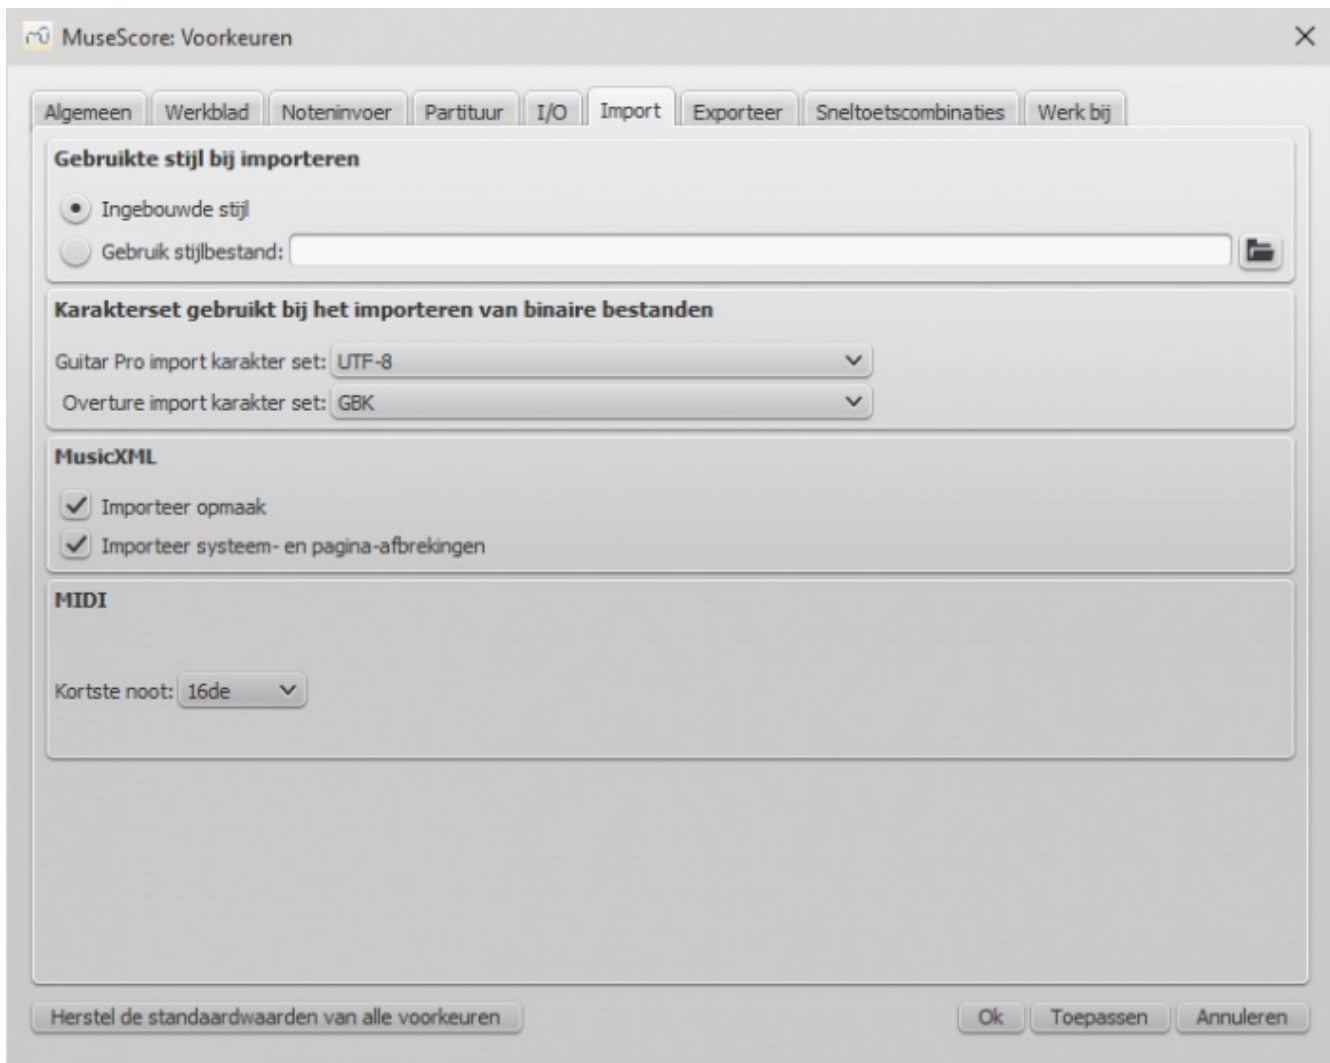 MuseScore: Voorkeuren
Algemeen Werkblad Noteninvoer Partituur I/O Import Exporteer Sneltoetscombinaties Werk bij
Gebruikte stijl bij importeren
Ingebouwde stijl
Gebruik stijlbestand:
Karakterset gebruikt bij het importeren van binaire bestanden
Guitar Pro import karakter set: UTF-8
Overture import karakter set: GBK
MusicXML
Importeer opmaak
Importeer systeem- en pagina-afbrekingen
MIDI
Kortste noot: 16de
Herstel de standaardwaarden van alle voorkeuren Ok Toepassen Annuleren